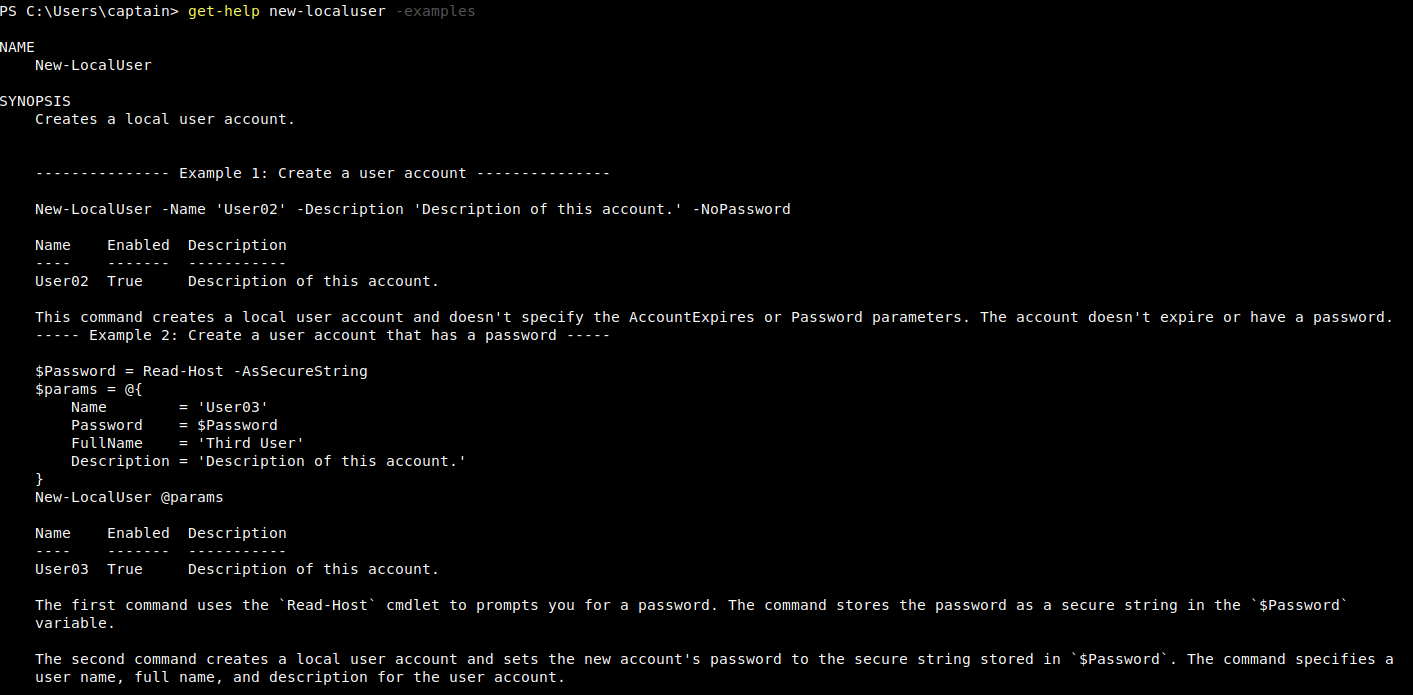 PS C:\Users\captain> get-help new-localuser -examples

NAME
    New-LocalUser

SYNOPSIS
    Creates a local user account.


    --------------- Example 1: Create a user account ---------------

    New-LocalUser -Name 'User02' -Description 'Description of this account.' -NoPassword

    Name    Enabled  Description
    ----    -------  -----------
    User02  True     Description of this account.

    This command creates a local user account and doesn't specify the AccountExpires or Password parameters. The account doesn't expire or have a password.
    ----- Example 2: Create a user account that has a password -----

    $Password = Read-Host -AsSecureString
    $params = @{
        Name        = 'User03'
        Password    = $Password
        FullName    = 'Third User'
        Description = 'Description of this account.'
    }
    New-LocalUser @params

    Name    Enabled  Description
    ----    -------  -----------
    User03  True     Description of this account.

    The first command uses the `Read-Host` cmdlet to prompts you for a password. The command stores the password as a secure string in the `$Password`
    variable.

    The second command creates a local user account and sets the new account's password to the secure string stored in `$Password`. The command specifies a
    user name, full name, and description for the user account.